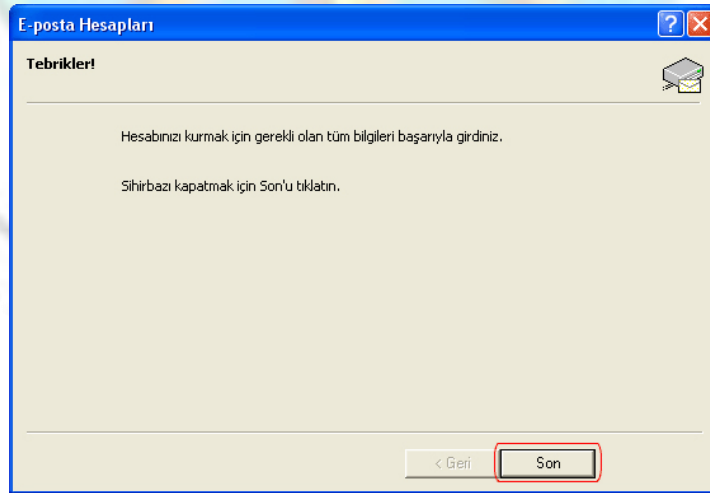 E-posta Hesapları
Tebrikler!
Hesabınızı kurmak için gerekli olan tüm bilgileri başarıyla girdiniz.
Sihirbazı kapatmak için Son'u tıklatın.
< Geri
Son